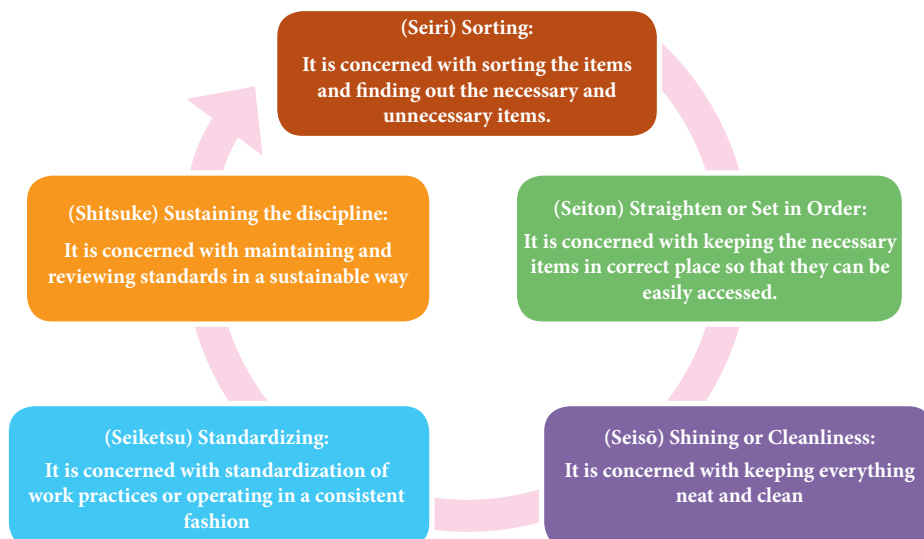 (Seiri) Sorting:
It is concerned with sorting the items
and finding out the necessary and
unnecessary items.
(Seiton) Straighten or Set in Order:
It is concerned with keeping the necessary
items in correct place so that they can be
easily accessed.
(Seisō) Shining or Cleanliness:
It is concerned with keeping everything
neat and clean
(Seiketsu) Standardizing:
It is concerned with standardization of
work practices or operating in a consistent
fashion
(Shitsuke) Sustaining the discipline:
It is concerned with maintaining and
reviewing standards in a sustainable way